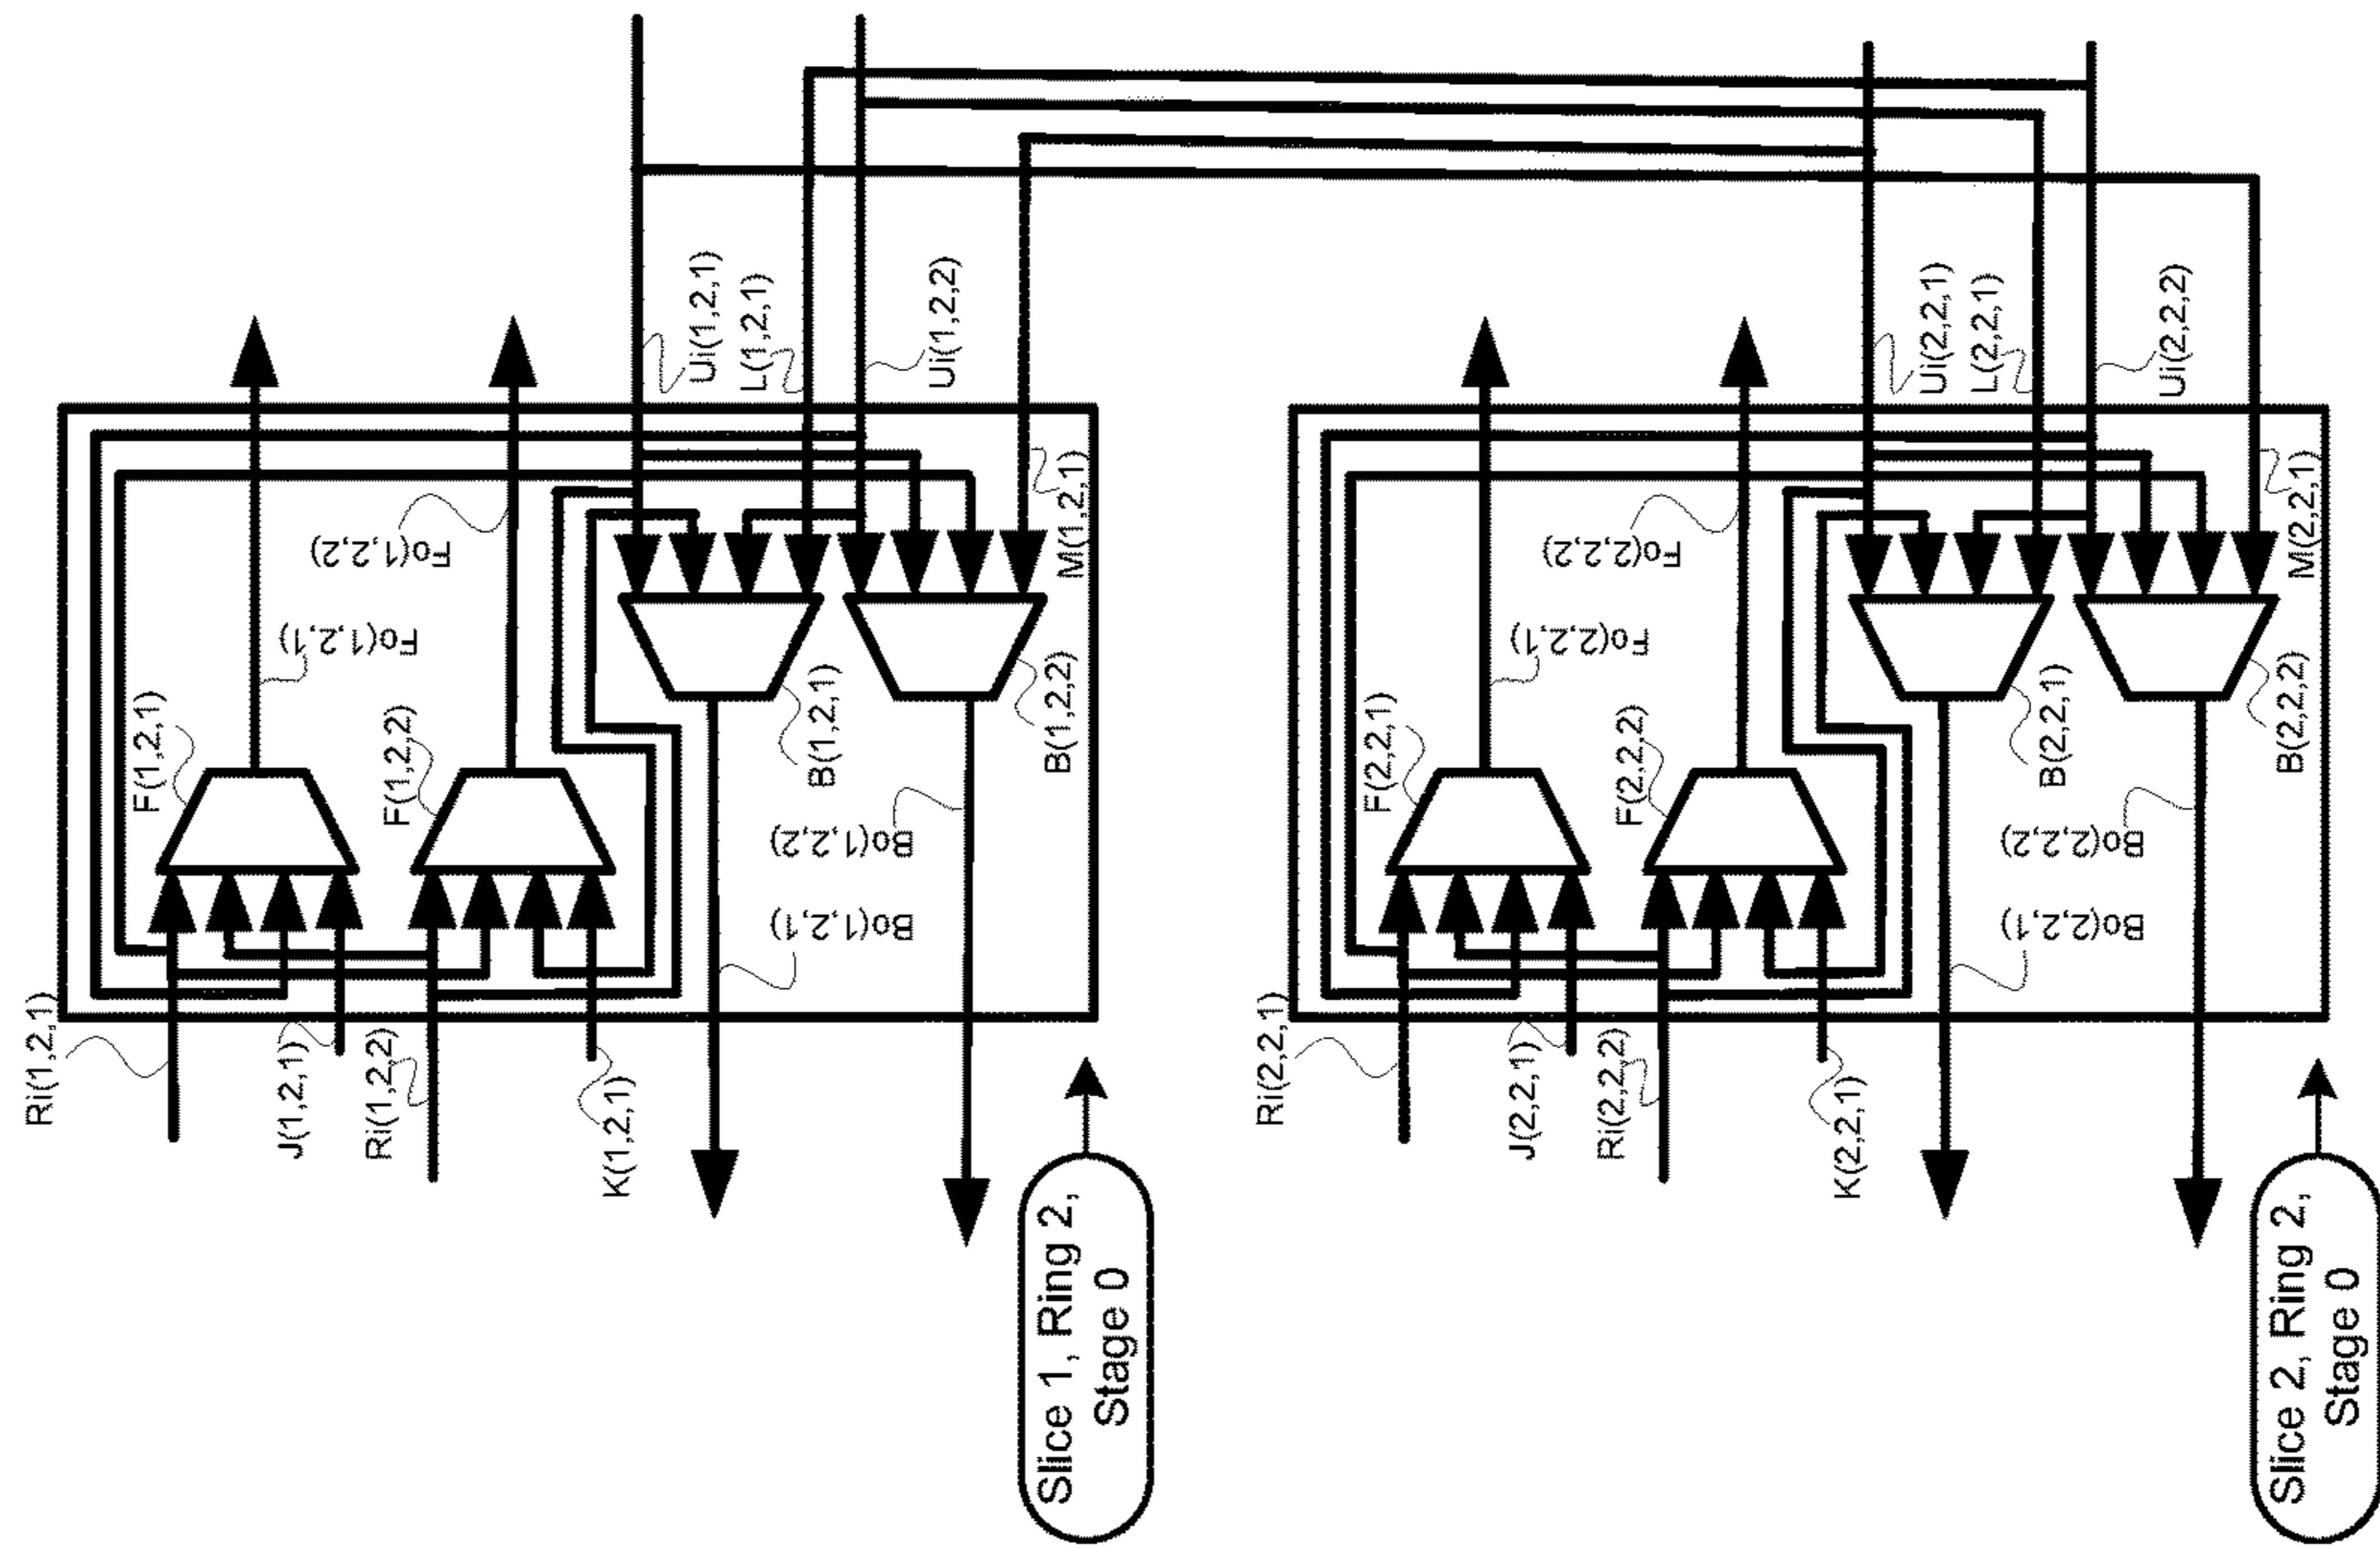 Ri(1,2,1)
J(1,2,1)
Ri(1,2,2)
K(1,2,1)
F(1,2,1)
F(1,2,2)
Fo(1,2,1)
Fo(1,2,2)
Ui(1,2,1)
L(1,2,1)
Ui(1,2,2)
M(1,2,1)
B(1,2,1)
B(1,2,2)
Bo(1,2,2)
Bo(1,2,1)
Slice 1, Ring 2,
Stage 0
Ri(2,2,1)
J(2,2,1)
Ri(2,2,2)
K(2,2,1)
F(2,2,1)
F(2,2,2)
Fo(2,2,1)
Fo(2,2,2)
Ui(2,2,1)
L(2,2,1)
Ui(2,2,2)
M(2,2,1)
B(2,2,1)
B(2,2,2)
Bo(2,2,2)
Bo(2,2,1)
Slice 2, Ring 2,
Stage 0